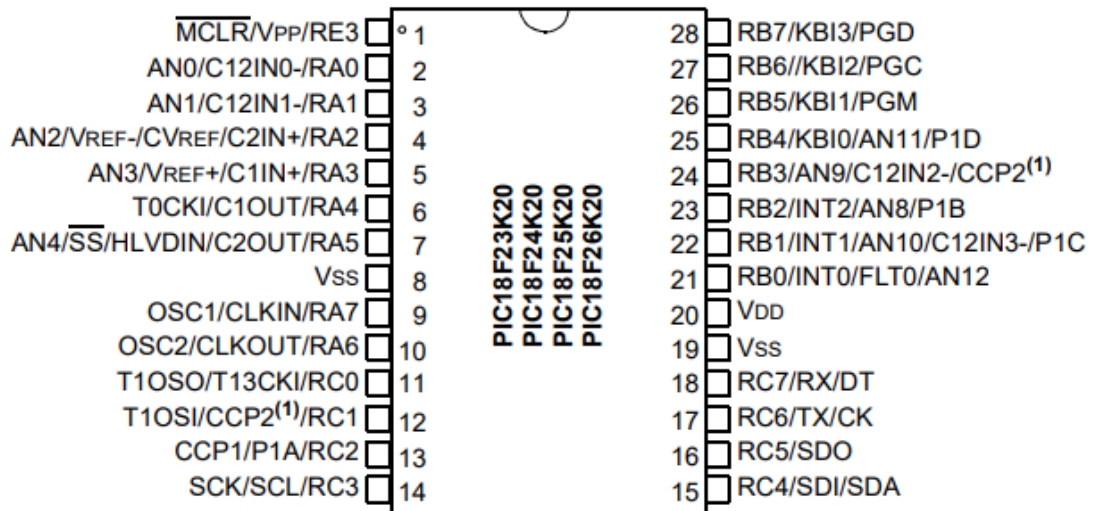 MCLR/VPP/RE3 1
AN0/C12IN0-/RA0 2
AN1/C12IN1-/RA1 3
AN2/VREF-/CVREF/C2IN+/RA2 4
AN3/VREF+/C1IN+/RA3 5
T0CKI/C1OUT/RA4 6
AN4/SS/HLVDIN/C2OUT/RA5 7
VSS 8
OSC1/CLKIN/RA7 9
OSC2/CLKOUT/RA6 10
T1OSO/T13CKI/RC0 11
T1OSI/CCP2(1)/RC1 12
CCP1/P1A/RC2 13
SCK/SCL/RC3 14
PIC18F23K20
PIC18F24K20
PIC18F25K20
PIC18F26K20
28 RB7/KBI3/PGD
27 RB6//KBI2/PGC
26 RB5/KBI1/PGM
25 RB4/KBI0/AN11/P1D
24 RB3/AN9/C12IN2-/CCP2(1)
23 RB2/INT2/AN8/P1B
22 RB1/INT1/AN10/C12IN3-/P1C
21 RB0/INT0/FLT0/AN12
20 VDD
19 VSS
18 RC7/RX/DT
17 RC6/TX/CK
16 RC5/SDO
15 RC4/SDI/SDA